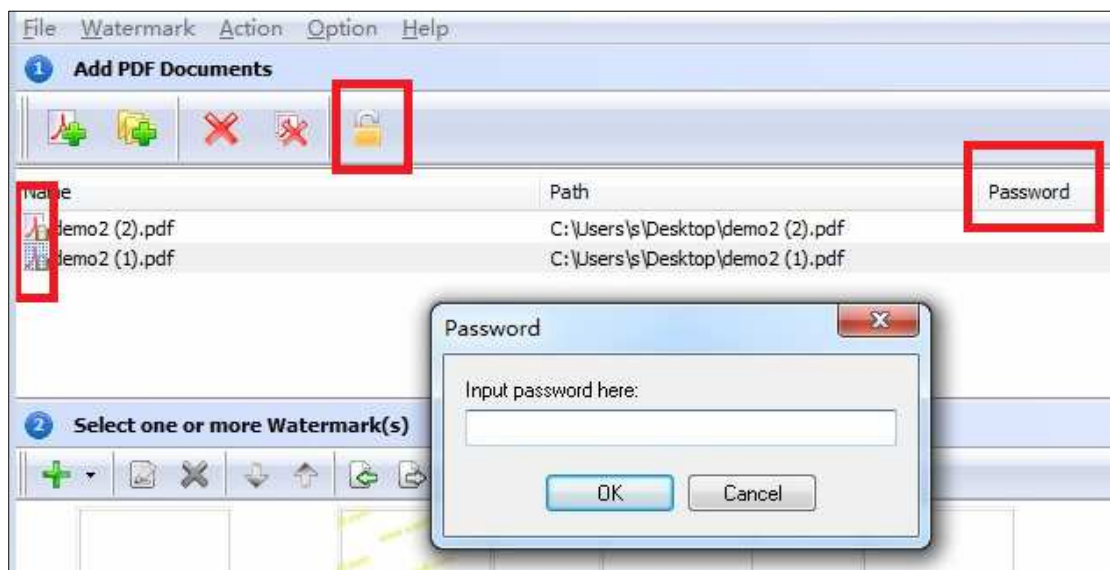 File Watermark Action Option Help
1 Add PDF Documents
Name Path Password
demo2 (2).pdf C:\Users\s\Desktop\demo2 (2).pdf
demo2 (1).pdf C:\Users\s\Desktop\demo2 (1).pdf
Password
Input password here:
OK Cancel
2 Select one or more Watermark(s)